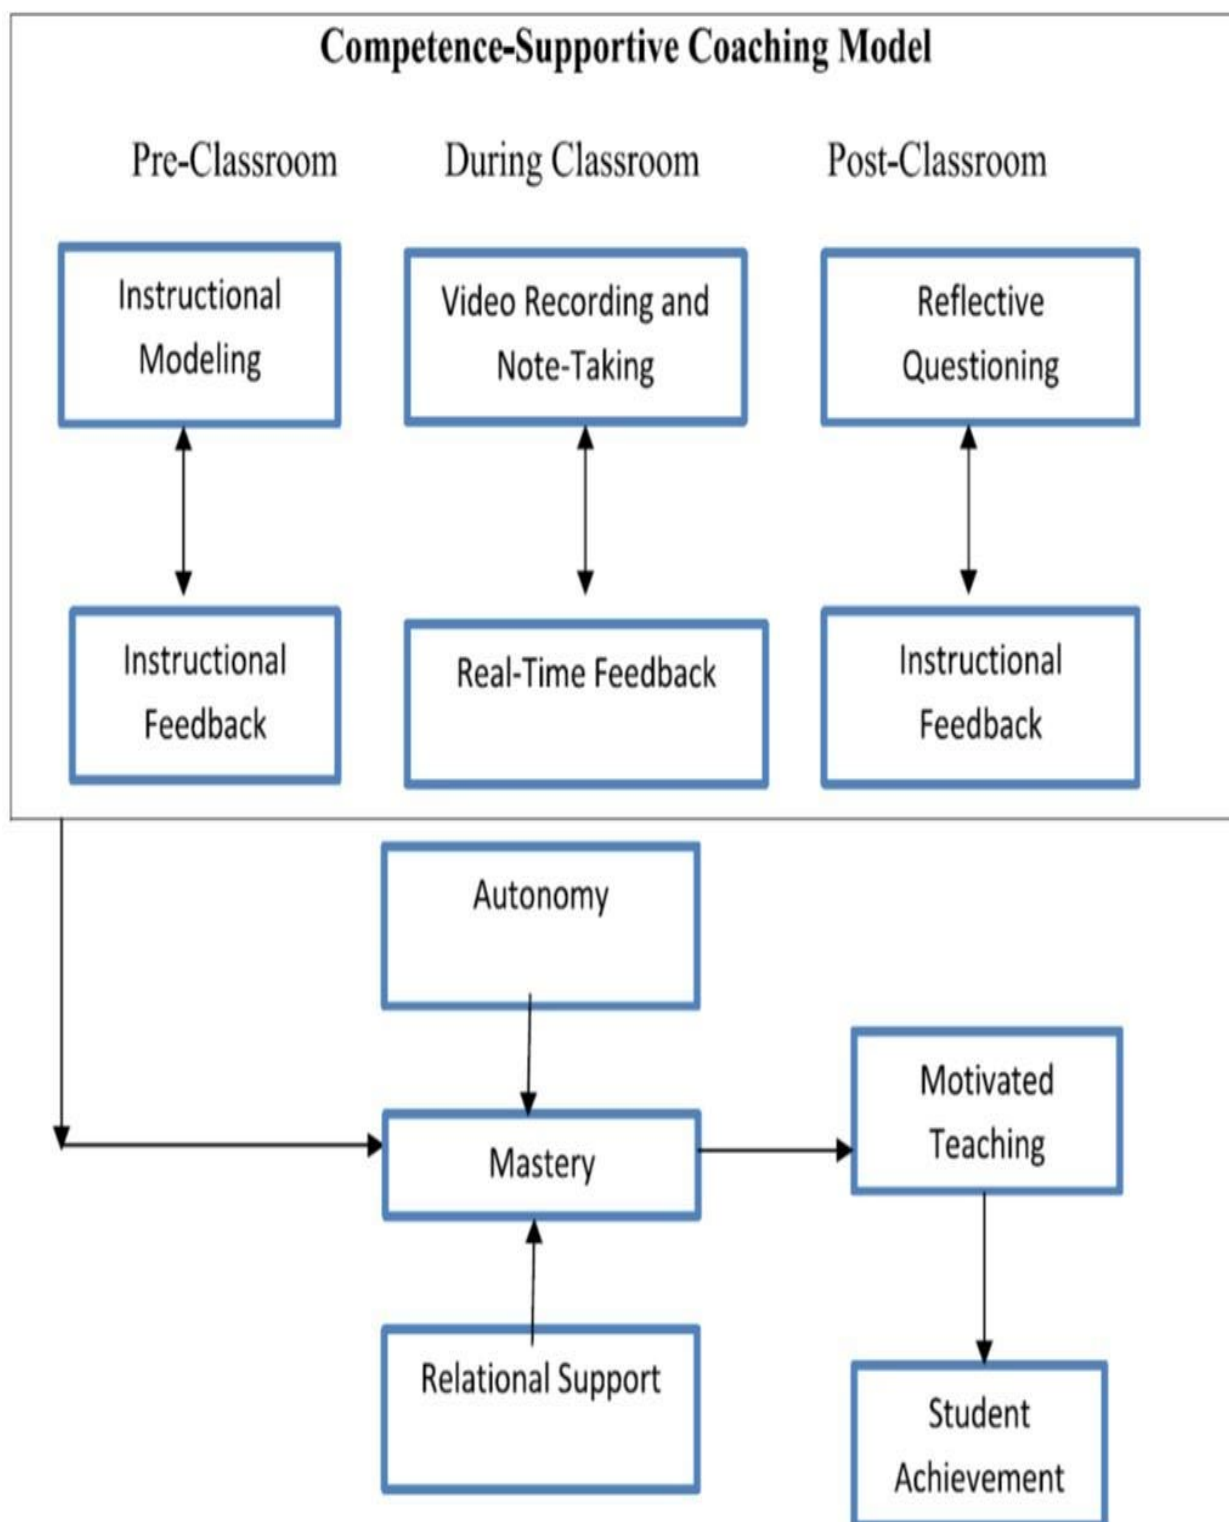 Competence-Supportive Coaching Model
Pre-Classroom
During Classroom
Post-Classroom
Instructional
Modeling
Video Recording and
Note-Taking
Reflective
Questioning
Instructional
Feedback
Real-Time Feedback
Instructional
Feedback
Autonomy
Mastery
Motivated
Teaching
Relational Support
Student
Achievement